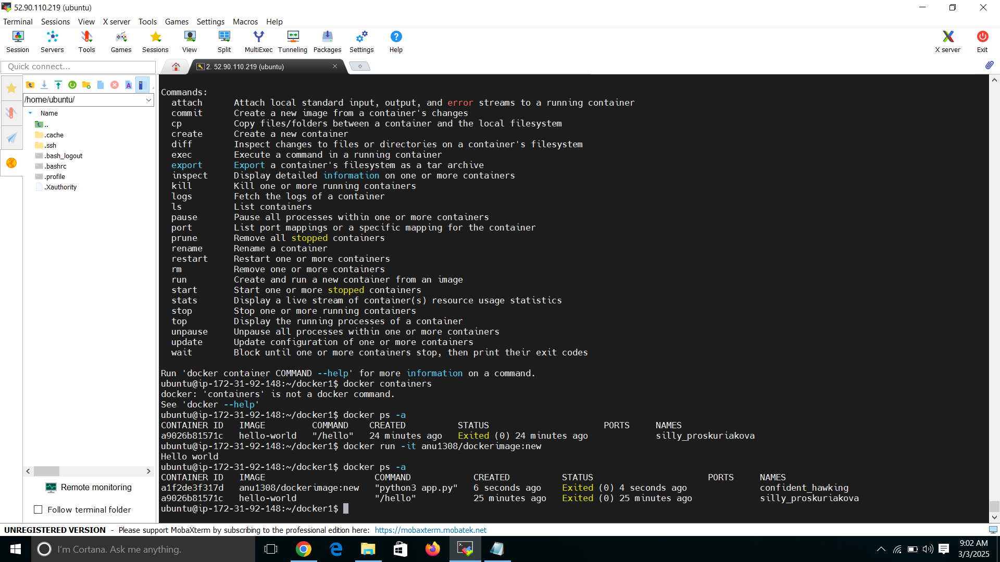 52.90.110.219 (ubuntu)
Terminal Sessions View X server Tools Games Settings Macros Help
Session Servers Tools Games Sessions View Split MultiExec Tunneling Packages Settings Help X server Exit
Quick connect...
2. 52.90.110.219 (ubuntu)
/home/ubuntu/
Name
..
.cache
.ssh
.bash_logout
.bashrc
.profile
.Xauthority
Remote monitoring
Follow terminal folder
Commands:
attach Attach local standard input, output, and error streams to a running container
commit Create a new image from a container's changes
cp Copy files/folders between a container and the local filesystem
create Create a new container
diff Inspect changes to files or directories on a container's filesystem
exec Execute a command in a running container
export Export a container's filesystem as a tar archive
inspect Display detailed information on one or more containers
kill Kill one or more running containers
logs Fetch the logs of a container
ls List containers
pause Pause all processes within one or more containers
port List port mappings or a specific mapping for the container
prune Remove all stopped containers
rename Rename a container
restart Restart one or more containers
rm Remove one or more containers
run Create and run a new container from an image
start Start one or more stopped containers
stats Display a live stream of container(s) resource usage statistics
stop Stop one or more running containers
top Display the running processes of a container
unpause Unpause all processes within one or more containers
update Update configuration of one or more containers
wait Block until one or more containers stop, then print their exit codes
Run 'docker container COMMAND --help' for more information on a command.
ubuntu@ip-172-31-92-148:~/docker1$ docker containers
docker: 'containers' is not a docker command.
See 'docker --help'
ubuntu@ip-172-31-92-148:~/docker1$ docker ps -a
CONTAINER ID IMAGE COMMAND CREATED STATUS PORTS NAMES
a9026b81571c hello-world "/hello" 24 minutes ago Exited (0) 24 minutes ago silly_proskuriakova
ubuntu@ip-172-31-92-148:~/docker1$ docker run -it anu1308/dockerimage:new
Hello world
ubuntu@ip-172-31-92-148:~/docker1$ docker ps -a
CONTAINER ID IMAGE COMMAND CREATED STATUS PORTS NAMES
a1f2de3f317d anu1308/dockerimage:new "python3 app.py" 6 seconds ago Exited (0) 4 seconds ago confident_hawking
a9026b81571c hello-world "/hello" 25 minutes ago Exited (0) 25 minutes ago silly_proskuriakova
ubuntu@ip-172-31-92-148:~/docker1$
UNREGISTERED VERSION - Please support MobaXterm by subscribing to the professional edition here: https://mobaxterm.mobatek.net
I'm Cortana. Ask me anything.
9:02 AM
3/3/2025